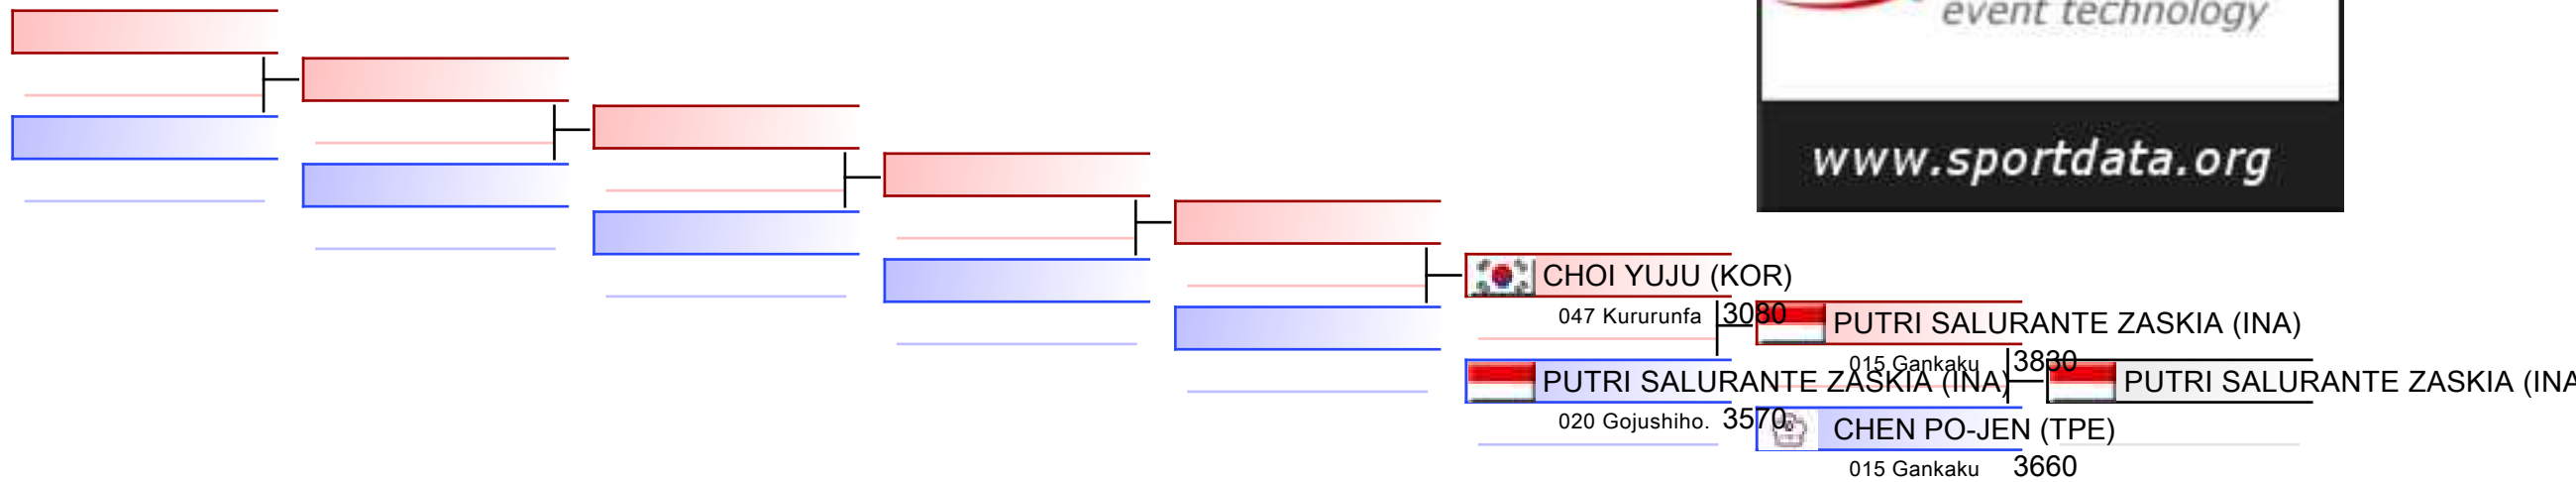 event technology
www.sportdata.org
CHOI YUJU (KOR)
047 Kururunfa 3080
PUTRI SALURANTE ZASKIA (INA)
015 Gankaku 3830
PUTRI SALURANTE ZASKIA (INA)
PUTRI SALURANTE ZASKIA (INA
020 Gojushiho. 3570
CHEN PO-JEN (TPE)
015 Gankaku 3660